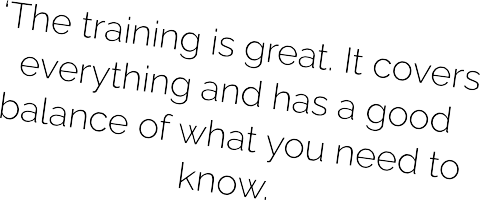 ‘The training is great. It covers
everything and has a good
balance of what you need to
know.